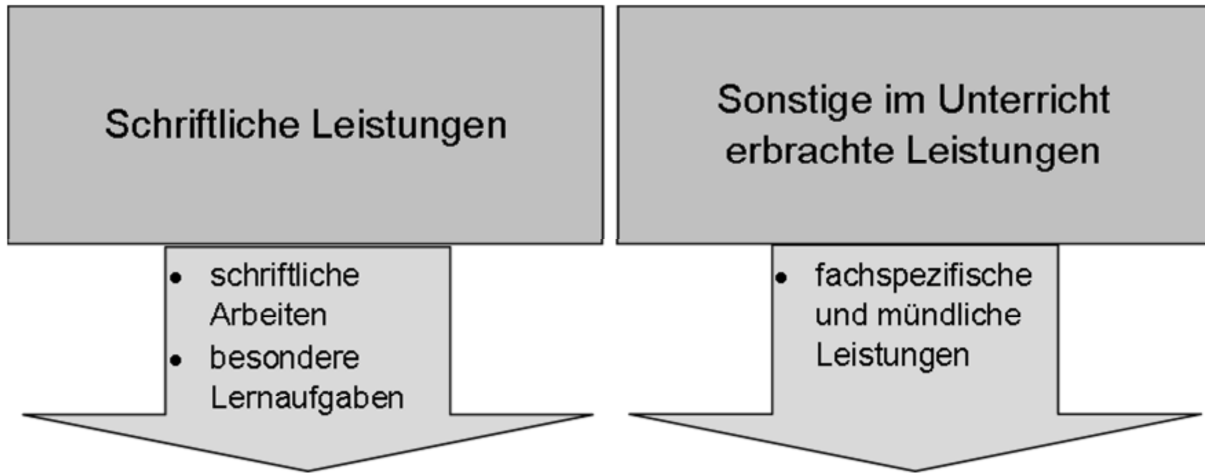 Schriftliche Leistungen
• schriftliche
Arbeiten
• besondere
Lernaufgaben
Sonstige im Unterricht
erbrachte Leistungen
• fachspezifische
und mündliche
Leistungen